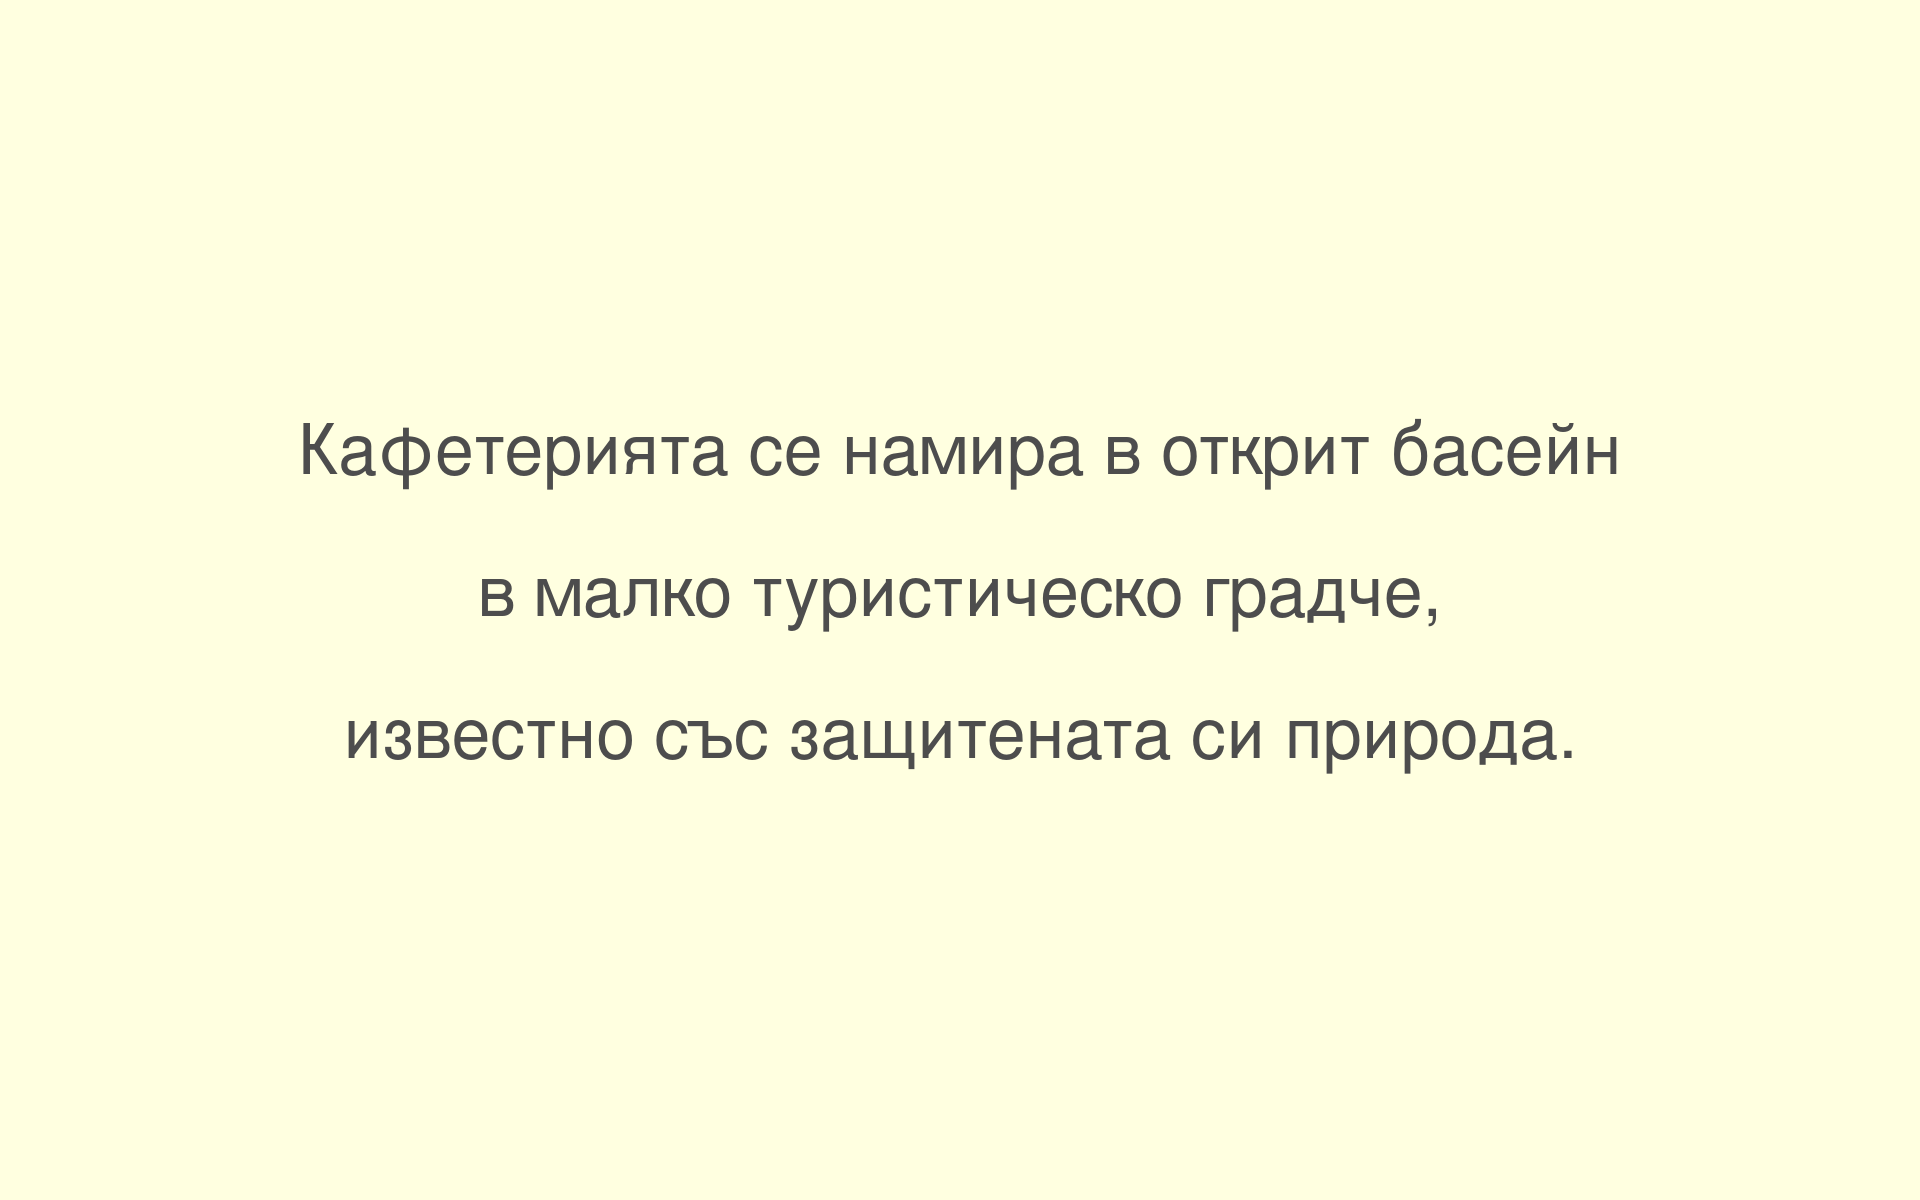 Кафетерията се намира в открит басейн
в малко туристическо градче,
известно със защитената си природа.